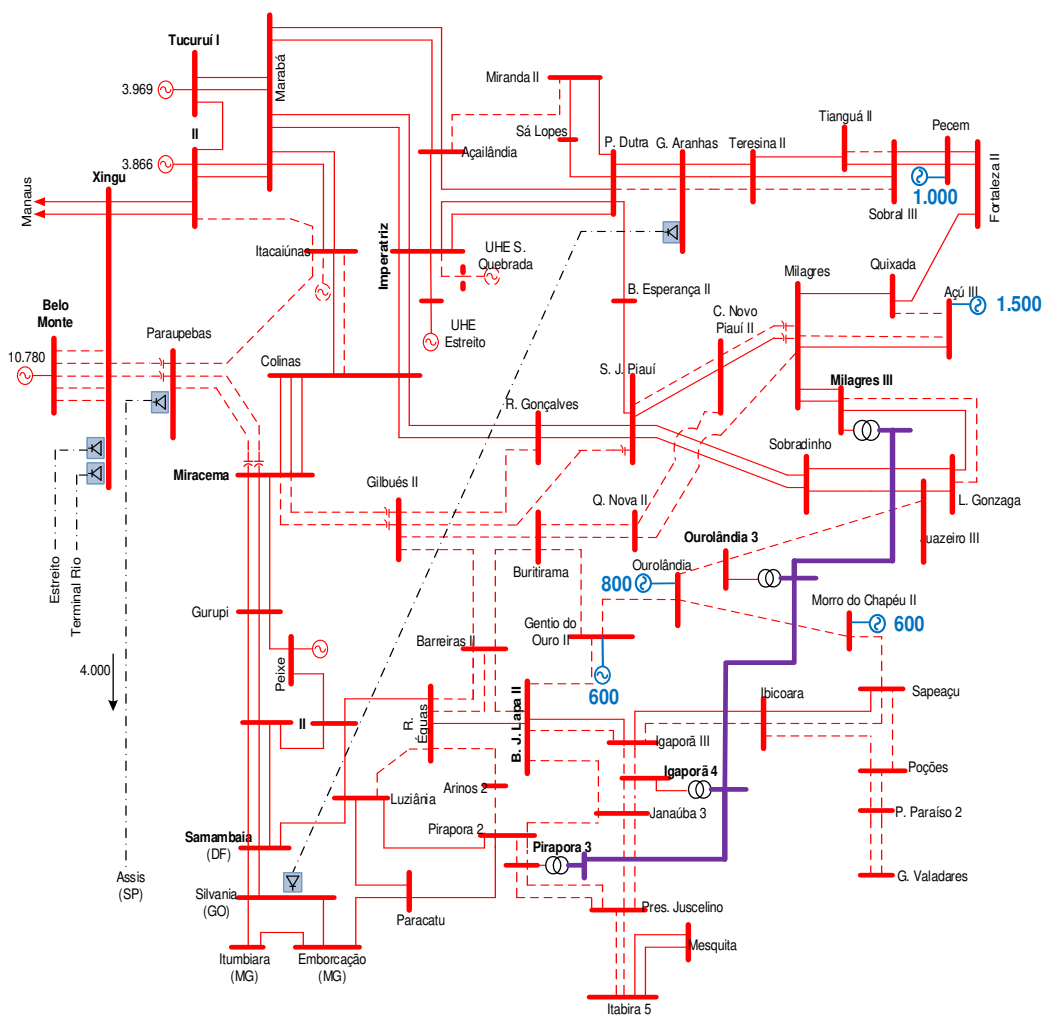 Tucuruí I
3.969
II
3.866
Xingu
Manaus
Marabá
Miranda II
Sá Lopes
Açailândia
P. Dutra
G. Aranhas
Teresina II
Tianguá II
Pecem
1.000
Sobral III
Fortaleza II
Itacaiúnas
Imperatriz
UHE S.
Quebrada
UHE
Estreito
B. Esperança II
Milagres
Quixada
Açú III
1.500
C. Novo
Piauí II
Belo
Monte
10.780
Paraupebas
Colinas
S. J. Piauí
R. Gonçalves
Milagres III
Sobradinho
L. Gonzaga
Juazeiro III
Miracema
Gilbués II
Q. Nova II
Buritirama
Ourolândia 3
Ourolândia
800
Estreito
Terminal Rio
Gurupi
Peixe
Barreiras II
Gentio do
Ouro II
600
Morro do Chapéu II
600
4.000
II
R.
Éguas
B. J. Lapa II
Igaporã III
Ibicoara
Sapeaçu
Luziânia
Arinos 2
Igaporã 4
Janaúba 3
Poções
P. Paraíso 2
G. Valadares
Samambaia
(DF)
Pirapora 2
Pirapora 3
Assis
(SP)
Silvania
(GO)
Paracatu
Pres. Juscelino
Mesquita
Itumbiara
(MG)
Emborcação
(MG)
Itabira 5